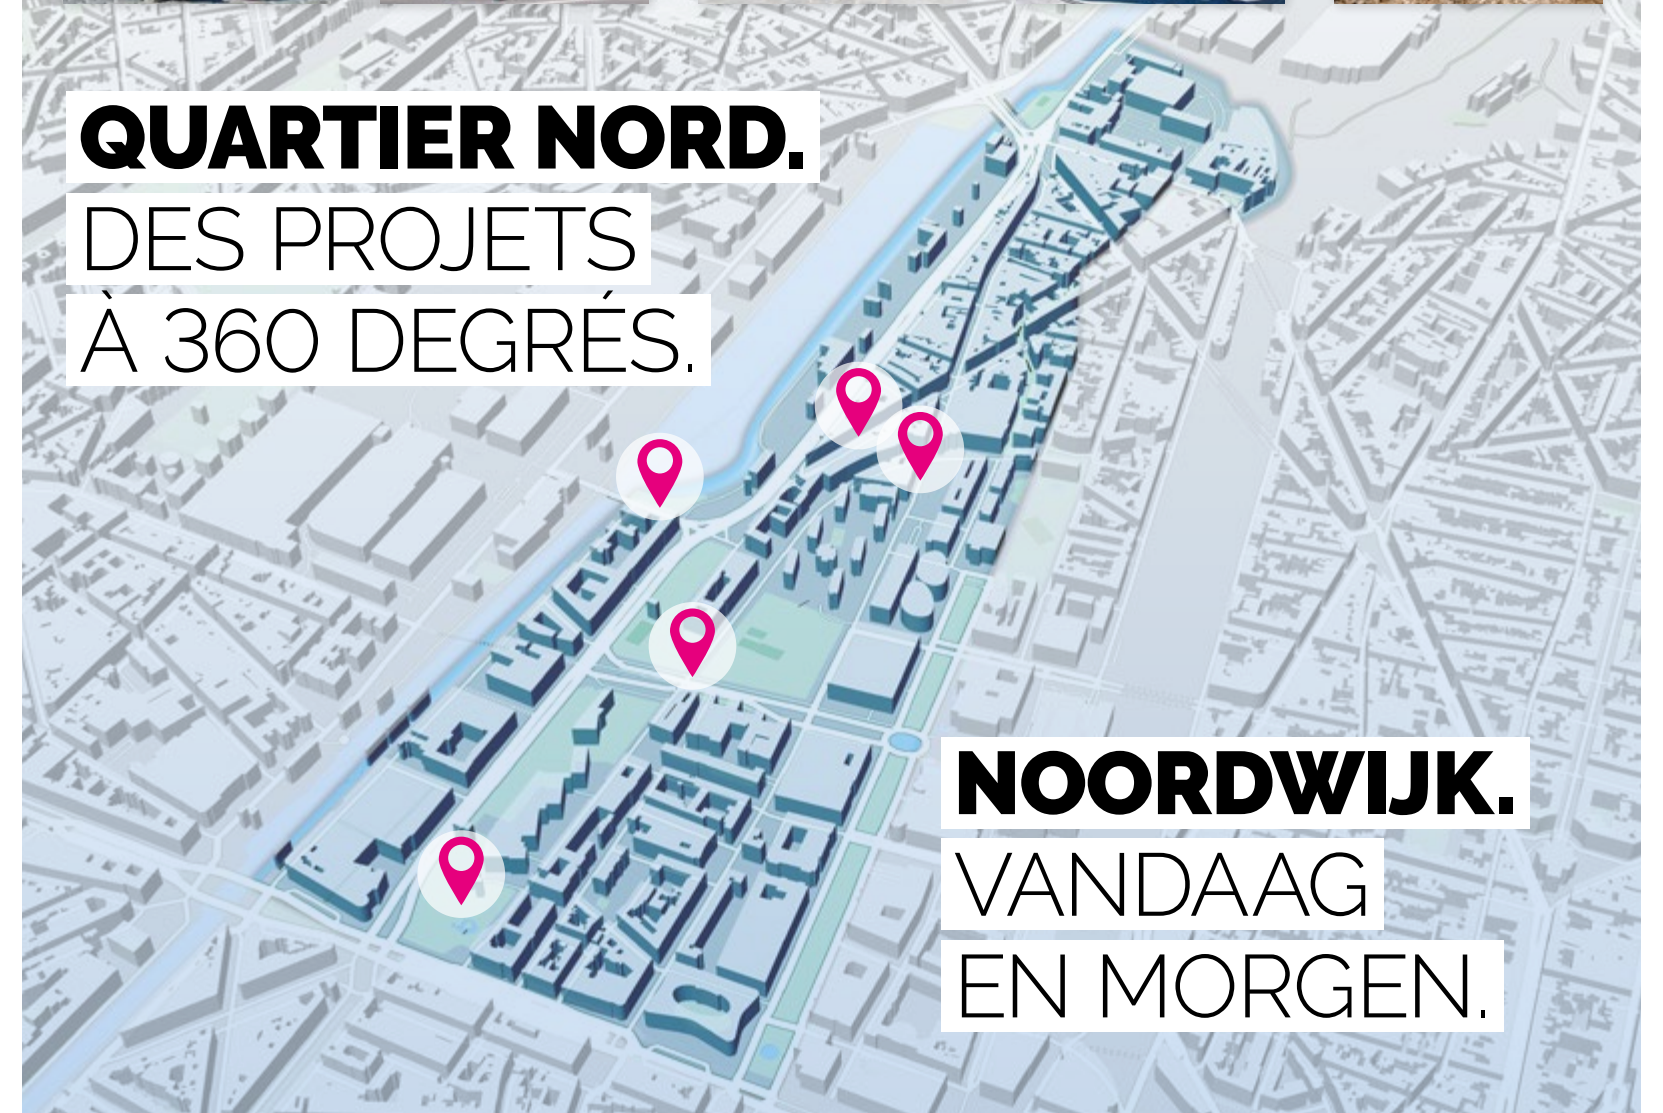 QUARTIER NORD.
DES PROJETS
À 360 DEGRÉS.
NOORDWIJK.
VANDAAG
EN MORGEN.